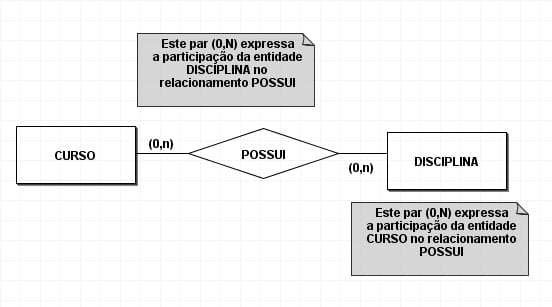 Este par (0,N) expressa
a participação da entidade
DISCIPLINA no
relacionamento POSSUI
CURSO
(0,n)
POSSUI
(0,n)
DISCIPLINA
Este par (0,N) expressa
a participação da entidade
CURSO no relacionamento
POSSUI